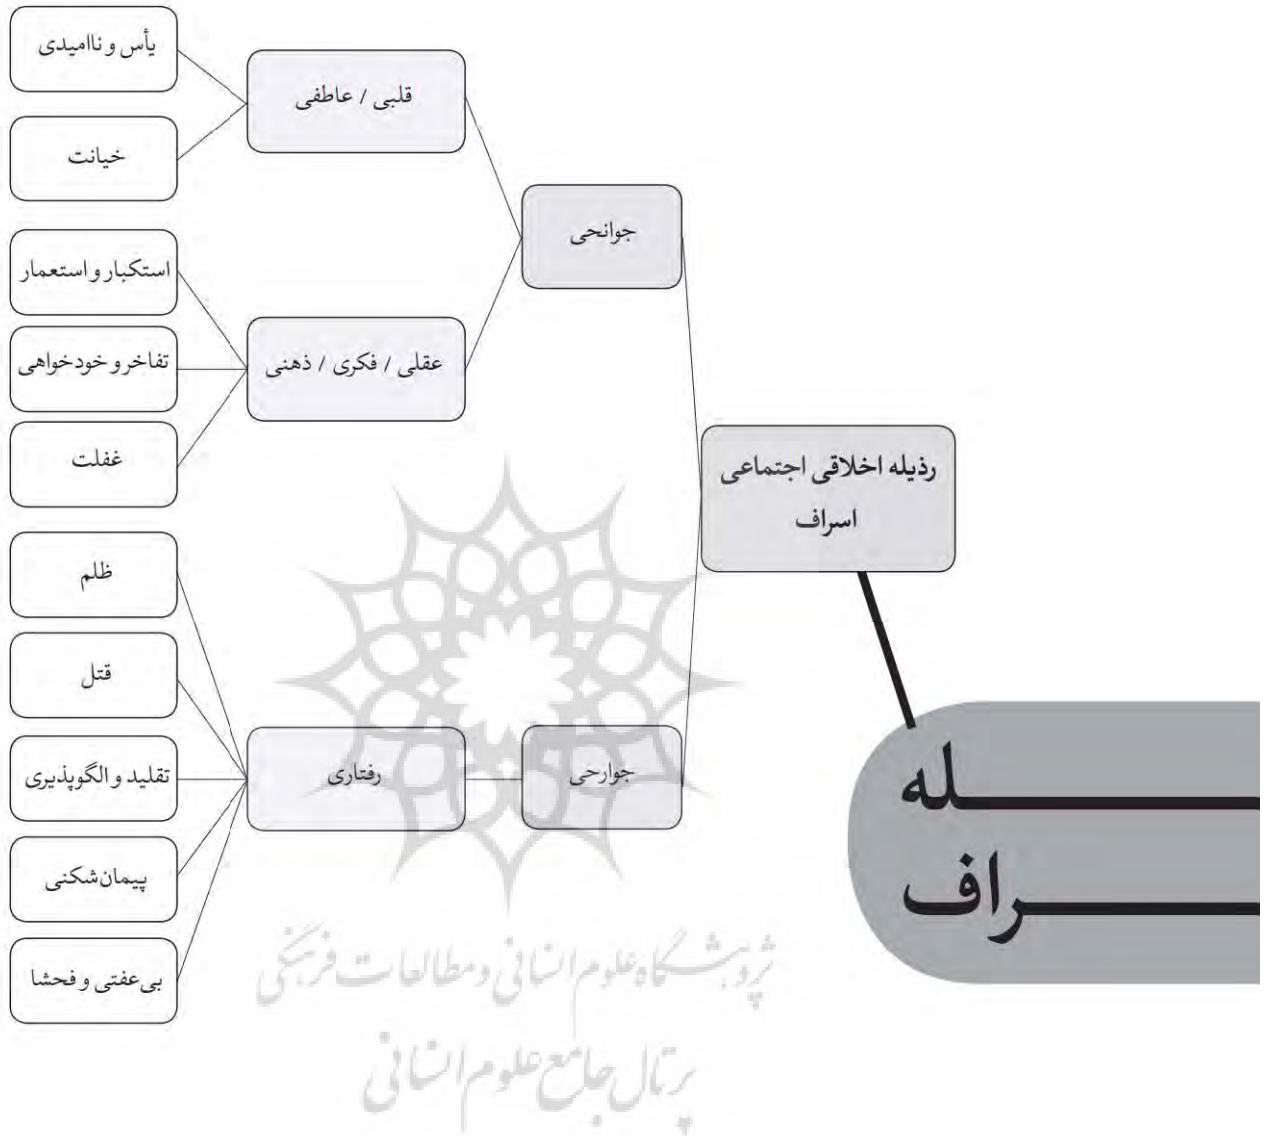 رذیله اخلاقی اجتماعی
اسراف
جوانحی
قلبی / عاطفی
یأس و ناامیدی
خیانت
عقلی / فکری / ذهنی
استکبار و استعمار
تفاخر و خودخواهی
غفلت
جوارحی
رفتاری
ظلم
قتل
تقلید و الگوپذیری
پیمان‌شکنی
بی‌عفتی و فحشا
ـله
ـراف
پژوهشگاه علوم انسانی و مطالعات فرهنگی
پرتال جامع علوم انسانی